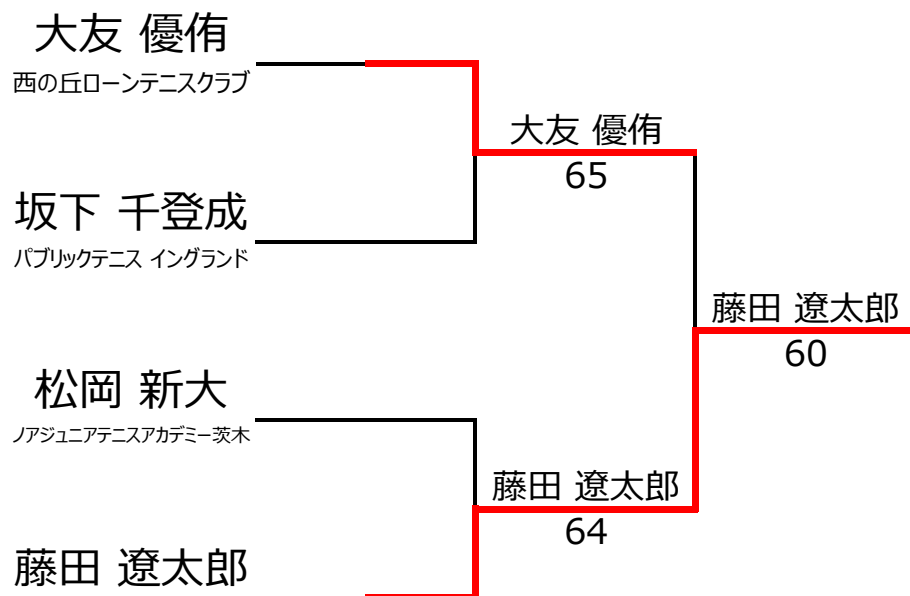 大友 優侑
西の丘ローンテニスクラブ
大友 優侑
65
坂下 千登成
パブリックテニス イングランド
藤田 遼太郎
60
松岡 新大
ノアジュニアテニスアカデミー茨木
藤田 遼太郎
64
藤田 遼太郎